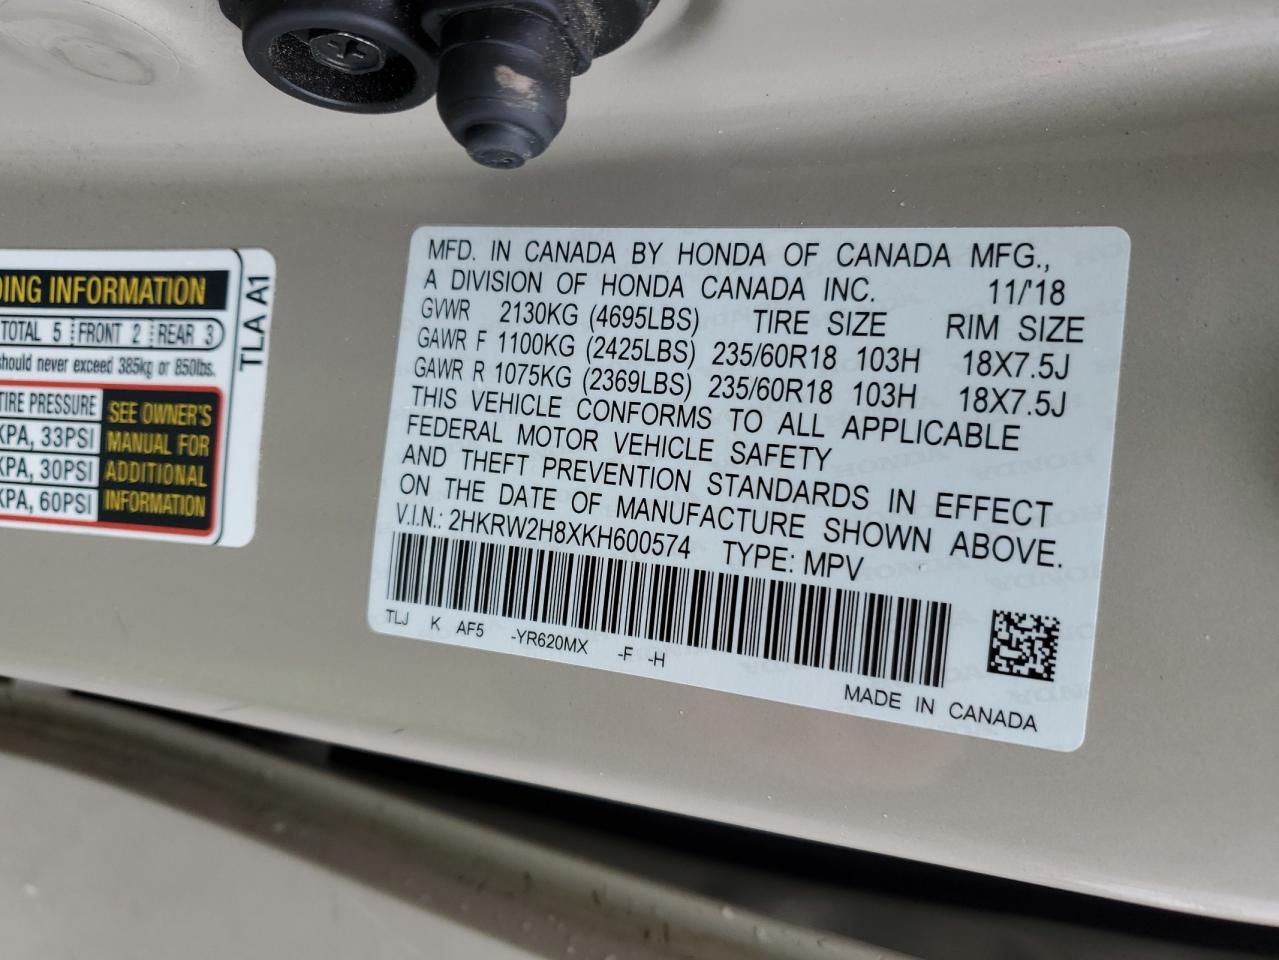 DING INFORMATION
TOTAL 5 FRONT 2 REAR 3
should never exceed 385kg or 850lbs.
TIRE PRESSURE
KPA, 33PSI
KPA, 30PSI
KPA, 60PSI
SEE OWNER'S
MANUAL FOR
ADDITIONAL
INFORMATION
TLA A1
MFD. IN CANADA BY HONDA OF CANADA MFG.,
A DIVISION OF HONDA CANADA INC. 11/'18
GVWR 2130KG (4695LBS) TIRE SIZE RIM SIZE
GAWR F 1100KG (2425LBS) 235/60R18 103H 18X7.5J
GAWR R 1075KG (2369LBS) 235/60R18 103H 18X7.5J
THIS VEHICLE CONFORMS TO ALL APPLICABLE
FEDERAL MOTOR VEHICLE SAFETY
AND THEFT PREVENTION STANDARDS IN EFFECT
ON THE DATE OF MANUFACTURE SHOWN ABOVE.
V.I.N.: 2HKRW2H8XKH600574 TYPE: MPV
TLJ K AF5 -YR620MX -F -H
MADE IN CANADA